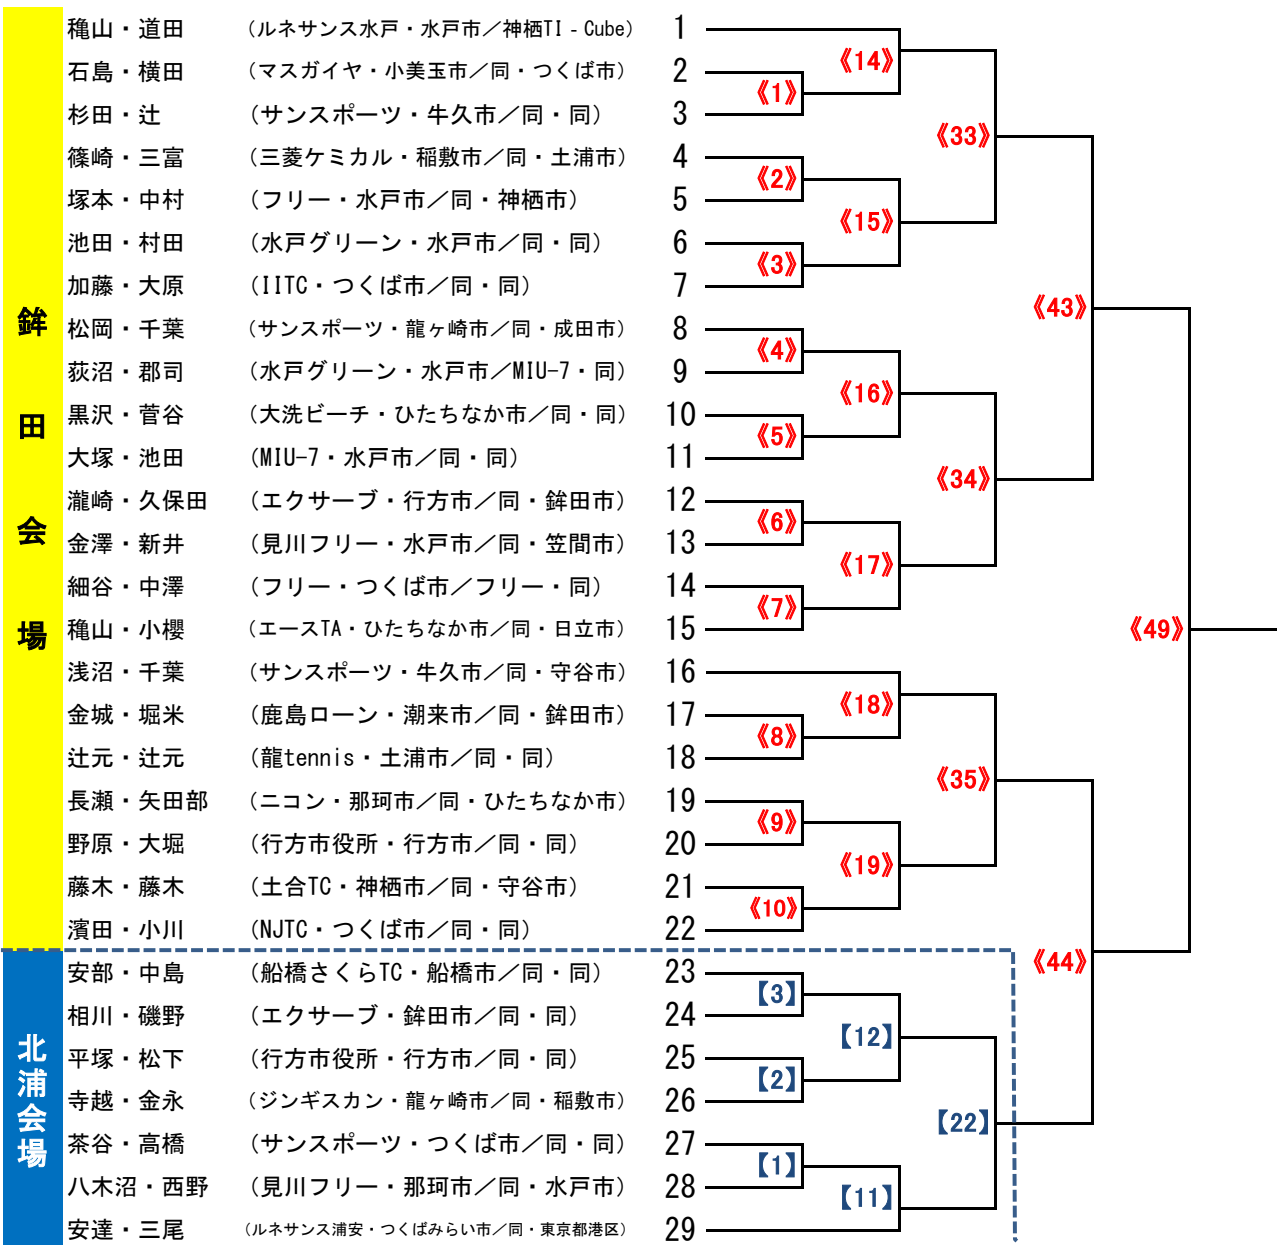 鉾田会場
穐山・道田 （ルネサンス水戸・水戸市／神栖TI‐Cube） 1
石島・横田 （マスガイヤ・小美玉市／同・つくば市） 2
杉田・辻 （サンスポーツ・牛久市／同・同） 3
篠崎・三富 （三菱ケミカル・稲敷市／同・土浦市） 4
塚本・中村 （フリー・水戸市／同・神栖市） 5
池田・村田 （水戸グリーン・水戸市／同・同） 6
加藤・大原 （IITC・つくば市／同・同） 7
松岡・千葉 （サンスポーツ・龍ヶ崎市／同・成田市） 8
荻沼・郡司 （水戸グリーン・水戸市／MIU-7・同） 9
黒沢・菅谷 （大洗ビーチ・ひたちなか市／同・同） 10
大塚・池田 （MIU-7・水戸市／同・同） 11
瀧崎・久保田 （エクサーブ・行方市／同・鉾田市） 12
金澤・新井 （見川フリー・水戸市／同・笠間市） 13
細谷・中澤 （フリー・つくば市／フリー・同） 14
穐山・小櫻 （エースTA・ひたちなか市／同・日立市） 15
浅沼・千葉 （サンスポーツ・牛久市／同・守谷市） 16
金城・堀米 （鹿島ローン・潮来市／同・鉾田市） 17
辻元・辻元 （龍tennis・土浦市／同・同） 18
長瀬・矢田部 （ニコン・那珂市／同・ひたちなか市） 19
野原・大堀 （行方市役所・行方市／同・同） 20
藤木・藤木 （土合TC・神栖市／同・守谷市） 21
濱田・小川 （NJTC・つくば市／同・同） 22
北浦会場
安部・中島 （船橋さくらTC・船橋市／同・同） 23
相川・磯野 （エクサーブ・鉾田市／同・同） 24
平塚・松下 （行方市役所・行方市／同・同） 25
寺越・金永 （ジンギスカン・龍ヶ崎市／同・稲敷市） 26
茶谷・高橋 （サンスポーツ・つくば市／同・同） 27
八木沼・西野 （見川フリー・那珂市／同・水戸市） 28
安達・三尾 （ルネサンス浦安・つくばみらい市／同・東京都港区） 29
《1》
《2》
《3》
《4》
《5》
《6》
《7》
《8》
《9》
《10》
【3】
【2】
【1】
《14》
《15》
《16》
《17》
《18》
《19》
【12】
【11】
《33》
《34》
《35》
【22】
《43》
《44》
《49》